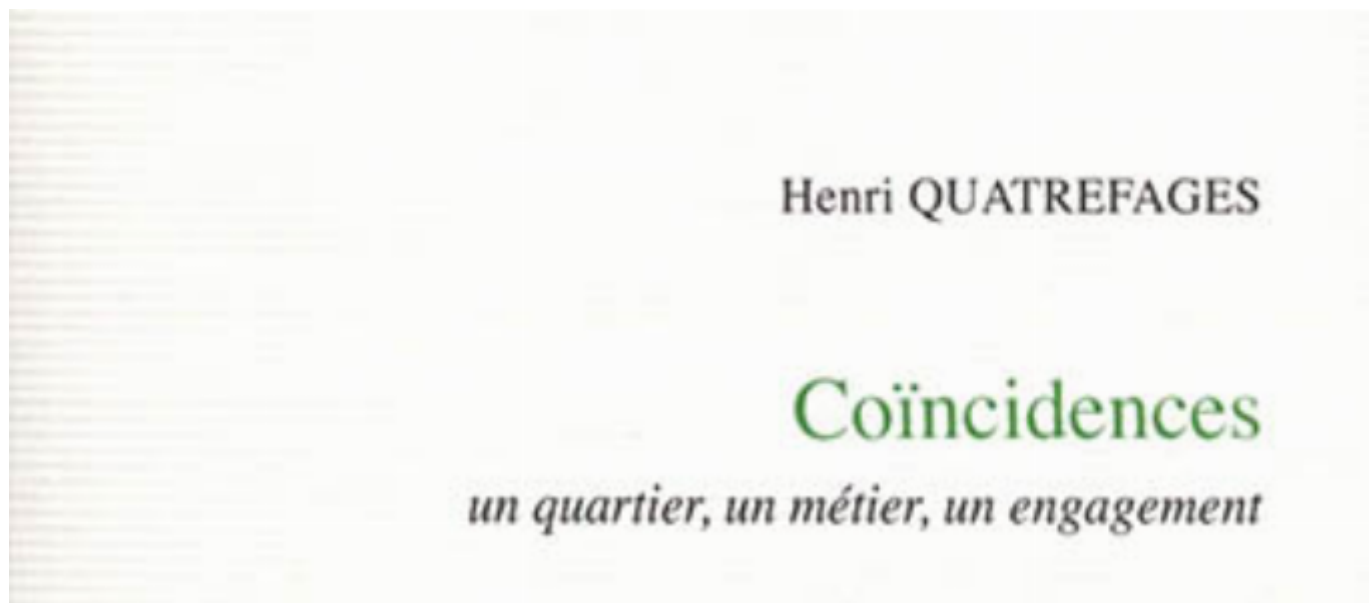 Henri QUATREFAGES
Coïncidences
un quartier, un métier, un engagement